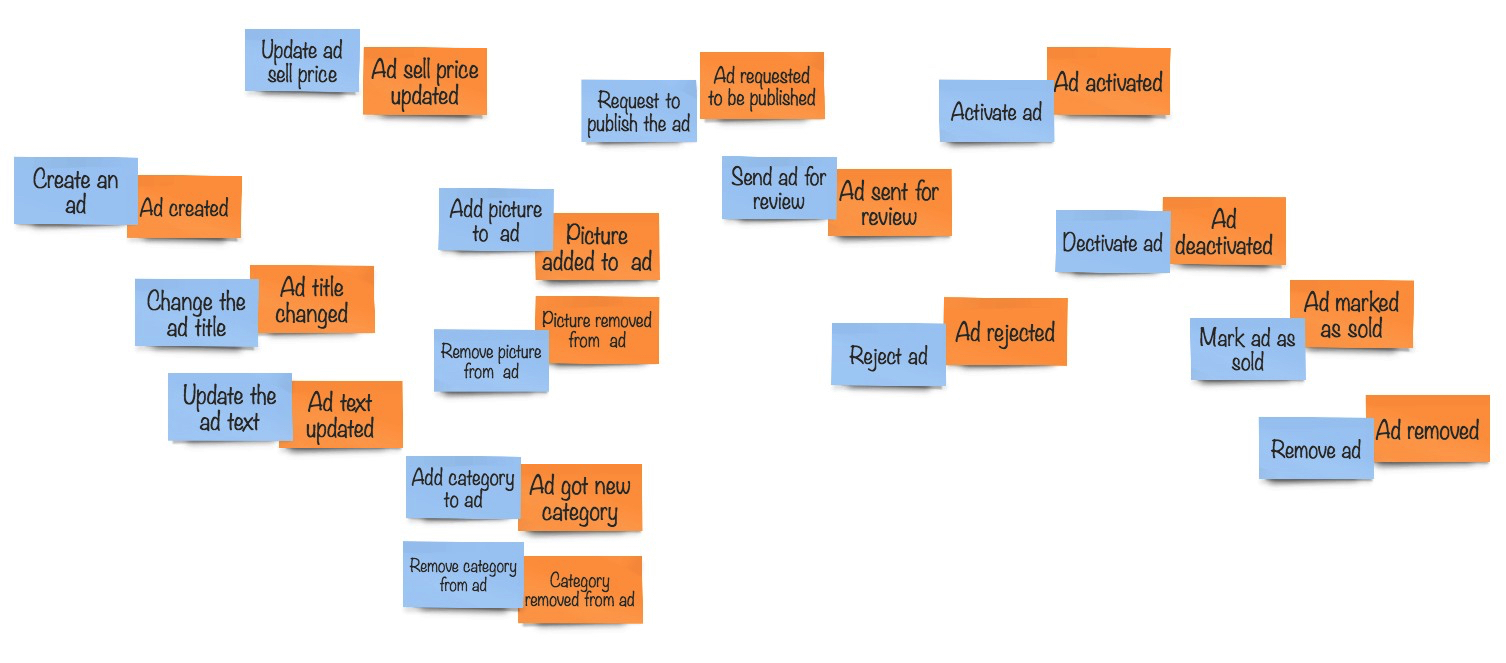 Update ad
sell price
Ad sell price
updated
Request to
publish the ad
Ad requested
to be published
Activate ad
Ad activated
Create an
ad
Ad created
Add picture
to ad
Picture
added to ad
Send ad for
review
Ad sent for
review
Dectivate ad
Ad
deactivated
Change the
ad title
Ad title
changed
Remove picture
from ad
Picture removed
from ad
Reject ad
Ad rejected
Mark ad as
sold
Ad marked
as sold
Update the
ad text
Ad text
updated
Remove ad
Ad removed
Add category
to ad
Ad got new
category
Remove category
from ad
Category
removed from ad